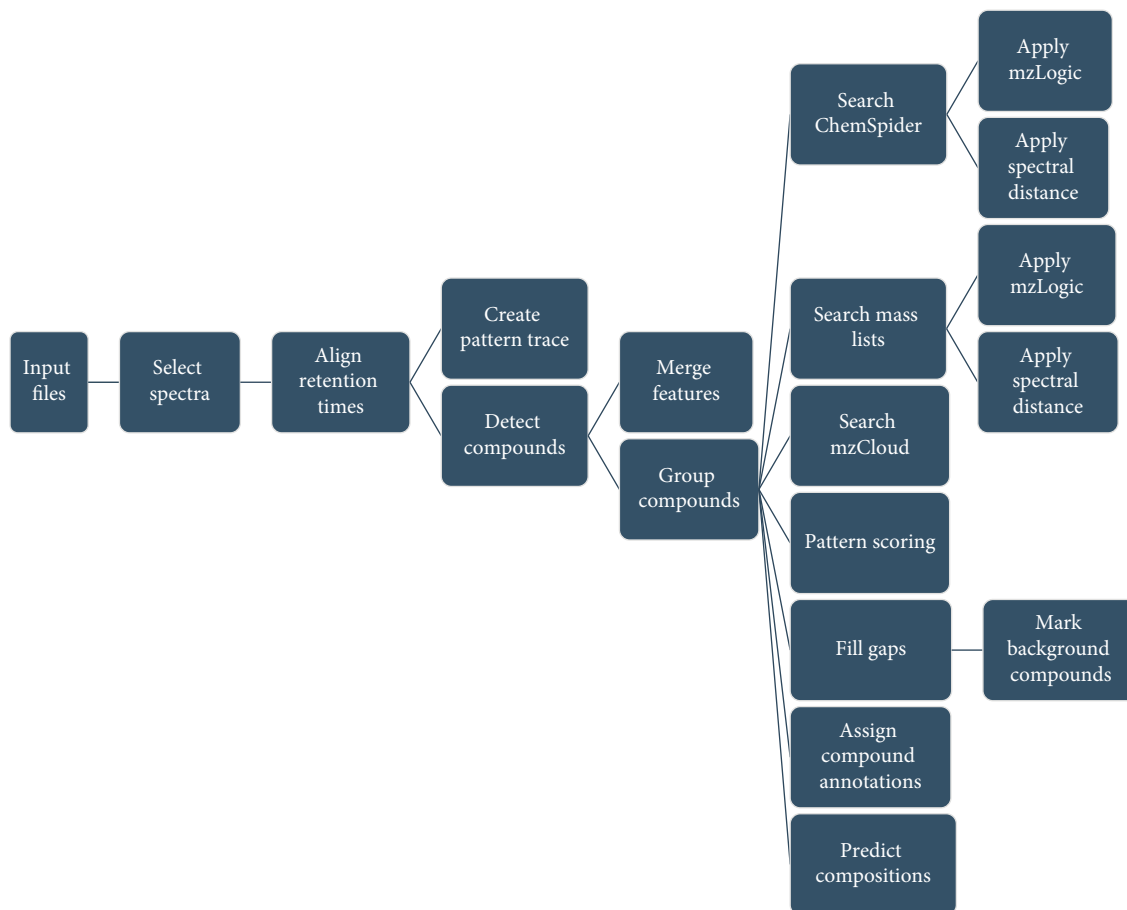 Input
files
Select
spectra
Align
retention
times
Create
pattern trace
Detect
compounds
Merge
features
Group
compounds
Search
ChemSpider
Apply
mzLogic
Apply
spectral
distance
Search mass
lists
Apply
mzLogic
Apply
spectral
distance
Search
mzCloud
Pattern scoring
Fill gaps
Mark
background
compounds
Assign
compound
annotations
Predict
compositions